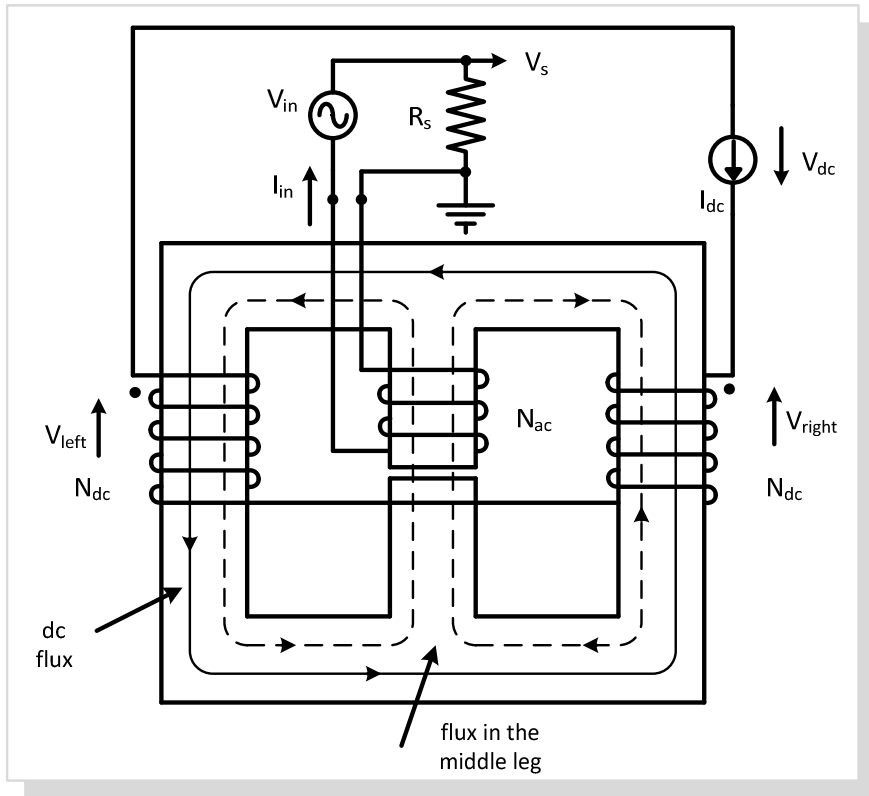 V_s
V_in
R_s
I_in
V_dc
I_dc
V_left
N_dc
N_ac
V_right
N_dc
dc
flux
flux in the
middle leg